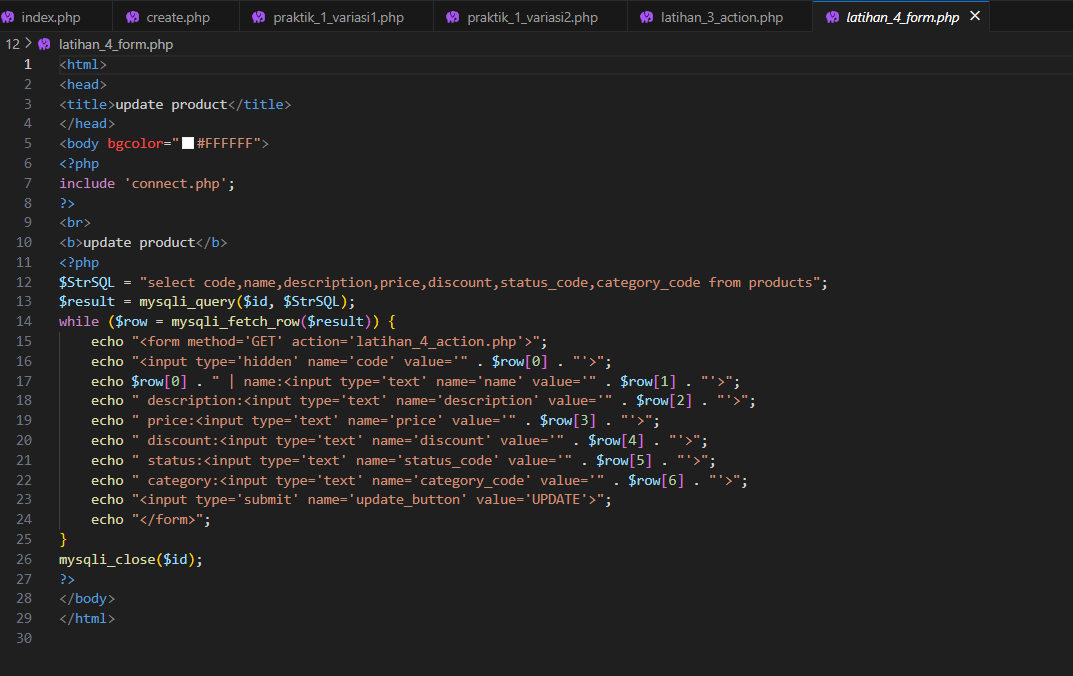 index.php create.php praktik_1_variasi1.php praktik_1_variasi2.php latihan_3_action.php latihan_4_form.php
12 > latihan_4_form.php
1 <html>
2 <head>
3 <title>update product</title>
4 </head>
5 <body bgcolor="#FFFFFF">
6 <?php
7 include 'connect.php';
8 ?>
9 <br>
10 <b>update product</b>
11 <?php
12 $StrSQL = "select code,name,description,price,discount,status_code,category_code from products";
13 $result = mysqli_query($id, $StrSQL);
14 while ($row = mysqli_fetch_row($result)) {
15     echo "<form method='GET' action='latihan_4_action.php'>";
16     echo "<input type='hidden' name='code' value='" . $row[0] . "'>";
17     echo $row[0] . " | name:<input type='text' name='name' value='" . $row[1] . "'>";
18     echo " description:<input type='text' name='description' value='" . $row[2] . "'>";
19     echo " price:<input type='text' name='price' value='" . $row[3] . "'>";
20     echo " discount:<input type='text' name='discount' value='" . $row[4] . "'>";
21     echo " status:<input type='text' name='status_code' value='" . $row[5] . "'>";
22     echo " category:<input type='text' name='category_code' value='" . $row[6] . "'>";
23     echo "<input type='submit' name='update_button' value='UPDATE'>";
24     echo "</form>";
25 }
26 mysqli_close($id);
27 ?>
28 </body>
29 </html>
30